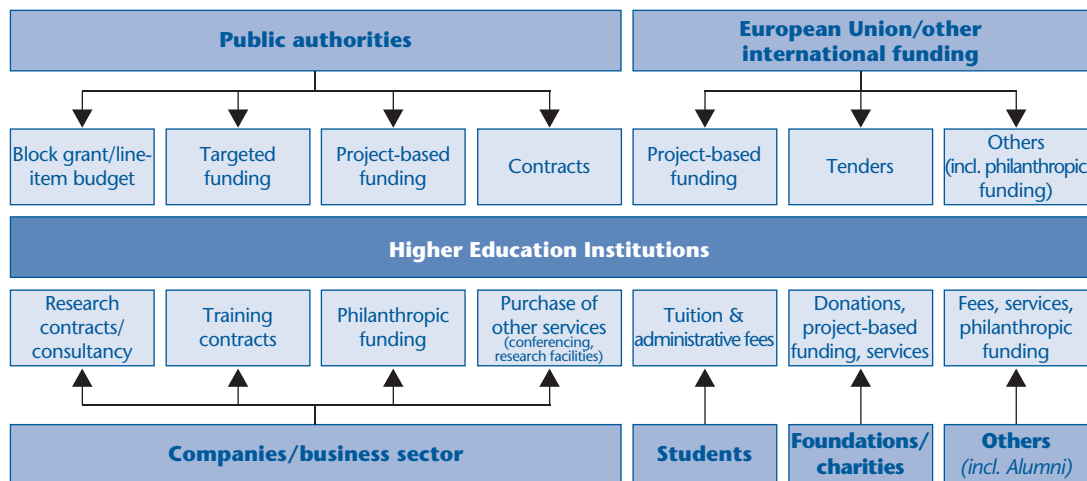 Public authorities
European Union/other
international funding
Block grant/line-
item budget
Targeted
funding
Project-based
funding
Contracts
Project-based
funding
Tenders
Others
(incl. philanthropic
funding)
Higher Education Institutions
Research
contracts/
consultancy
Training
contracts
Philanthropic
funding
Purchase of
other services
(conferencing,
research facilities)
Tuition &
administrative fees
Donations,
project-based
funding, services
Fees, services,
philanthropic
funding
Companies/business sector
Students
Foundations/
charities
Others
(incl. Alumni)